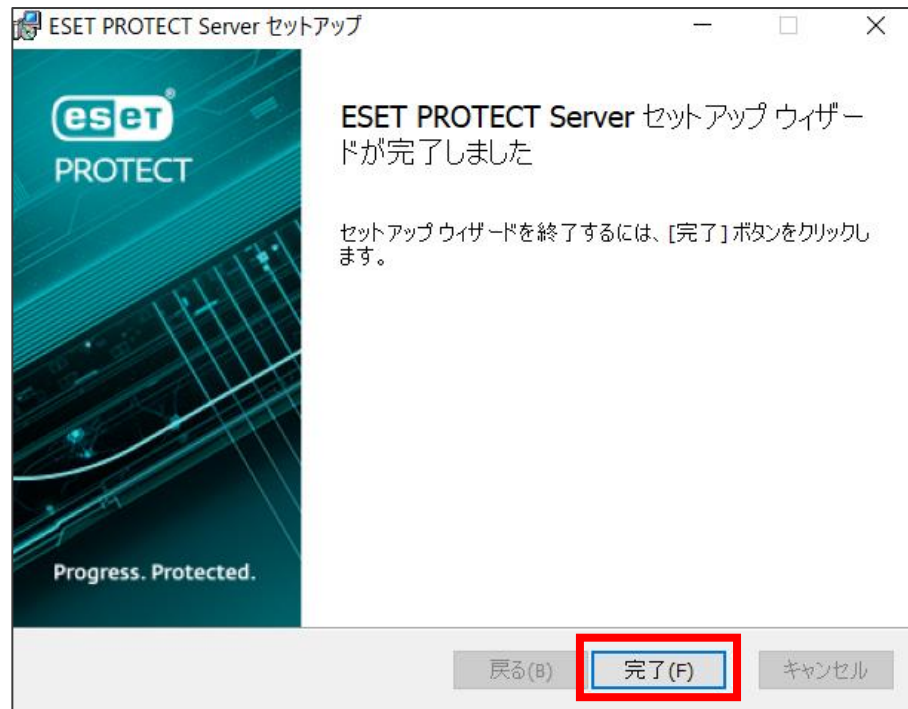 ESET PROTECT Server セットアップ
eseT
PROTECT
ESET PROTECT Server セットアップ ウィザー
ドが完了しました
セットアップ ウィザードを終了するには、[完了] ボタンをクリックし
ます。
Progress. Protected.
戻る(B)
完了(F)
キャンセル